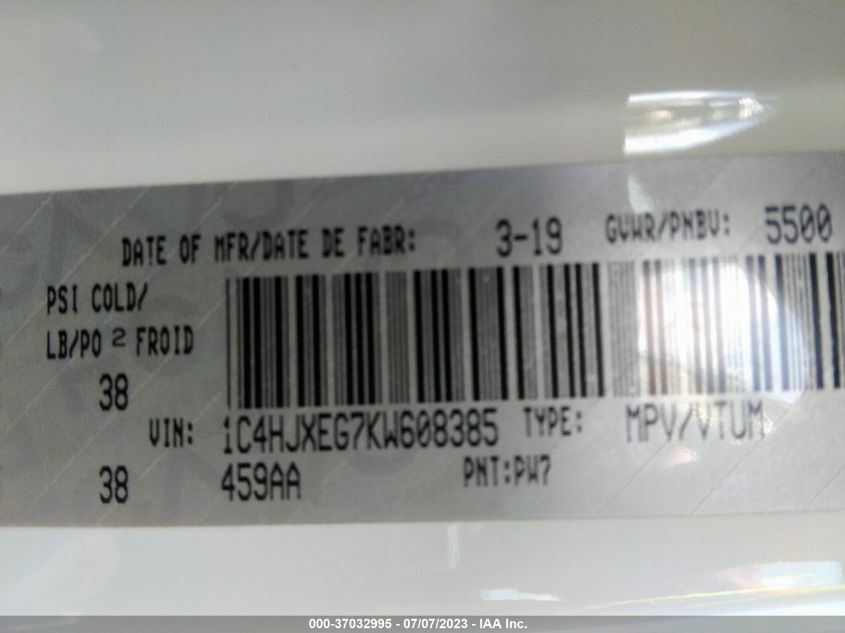 DATE OF MFR/DATE DE FABR: 3-19 GVWR/PNBV: 5500
PSI COLD/
LB/PO 2 FROID
38
VIN: 1C4HJXEG7KW608385 TYPE: MPV/VTUM
38 459AA PNT:PW7
000-37032995 - 07/07/2023 - IAA Inc.